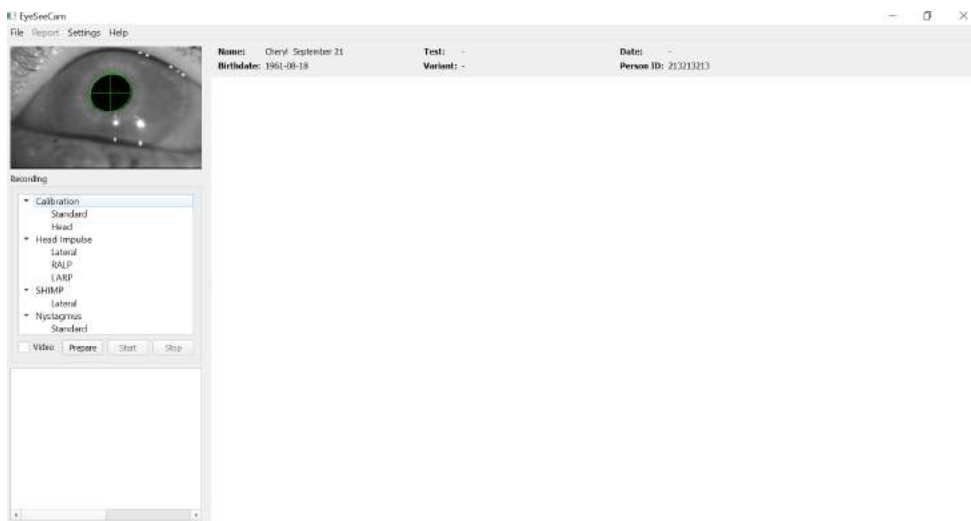 EyeSeeCam
File Report Settings Help
Name: Cheryl September 21 Test: - Date: -
Birthdate: 1961-08-18 Variant: - Person ID: 213213213
Recording
Calibration
Standard
Head
Head Impulse
Lateral
RALP
LARP
SHIMP
Lateral
Nystagmus
Standard
Video Prepare Start Stop